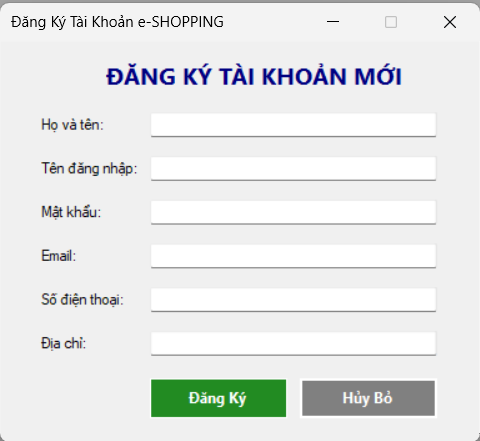 Đăng Ký Tài Khoản e-SHOPPING
ĐĂNG KÝ TÀI KHOẢN MỚI
Họ và tên:
Tên đăng nhập:
Mật khẩu:
Email:
Số điện thoại:
Địa chỉ:
Đăng Ký
Hủy Bỏ